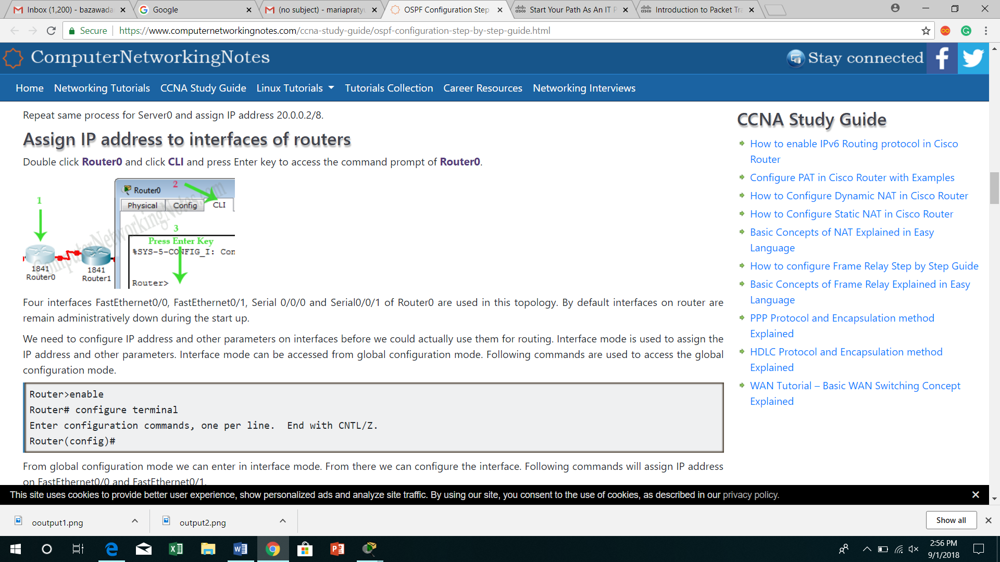 Inbox (1,200) - bazawada
Google
(no subject) - mariapraty
OSPF Configuration Step
Start Your Path As An IT P
Introduction to Packet Tra
Secure
https://www.computernetworkingnotes.com/ccna-study-guide/ospf-configuration-step-by-step-guide.html
ComputerNetworkingNotes
Stay connected
Home Networking Tutorials CCNA Study Guide Linux Tutorials Tutorials Collection Career Resources Networking Interviews
Repeat same process for Server0 and assign IP address 20.0.0.2/8.
Assign IP address to interfaces of routers
Double click Router0 and click CLI and press Enter key to access the command prompt of Router0.
1
2
Router0
Physical Config CLI
3
Press Enter Key
%SYS-5-CONFIG_I: Con
Router>
1841
Router0
1841
Router1
ComputerNetworkingNotes.com
Four interfaces FastEthernet0/0, FastEthernet0/1, Serial 0/0/0 and Serial0/0/1 of Router0 are used in this topology. By default interfaces on router are
remain administratively down during the start up.
We need to configure IP address and other parameters on interfaces before we could actually use them for routing. Interface mode is used to assign the
IP address and other parameters. Interface mode can be accessed from global configuration mode. Following commands are used to access the global
configuration mode.
Router>enable
Router# configure terminal
Enter configuration commands, one per line.  End with CNTL/Z.
Router(config)#
From global configuration mode we can enter in interface mode. From there we can configure the interface. Following commands will assign IP address
on FastEthernet0/0 and FastEthernet0/1.
CCNA Study Guide
How to enable IPv6 Routing protocol in Cisco
Router
Configure PAT in Cisco Router with Examples
How to Configure Dynamic NAT in Cisco Router
How to Configure Static NAT in Cisco Router
Basic Concepts of NAT Explained in Easy
Language
How to configure Frame Relay Step by Step Guide
Basic Concepts of Frame Relay Explained in Easy
Language
PPP Protocol and Encapsulation method
Explained
HDLC Protocol and Encapsulation method
Explained
WAN Tutorial – Basic WAN Switching Concept
Explained
This site uses cookies to provide better user experience, show personalized ads and analyze site traffic. By using our site, you consent to the use of cookies, as described in our privacy policy.
ooutput1.png
output2.png
Show all
2:56 PM
9/1/2018